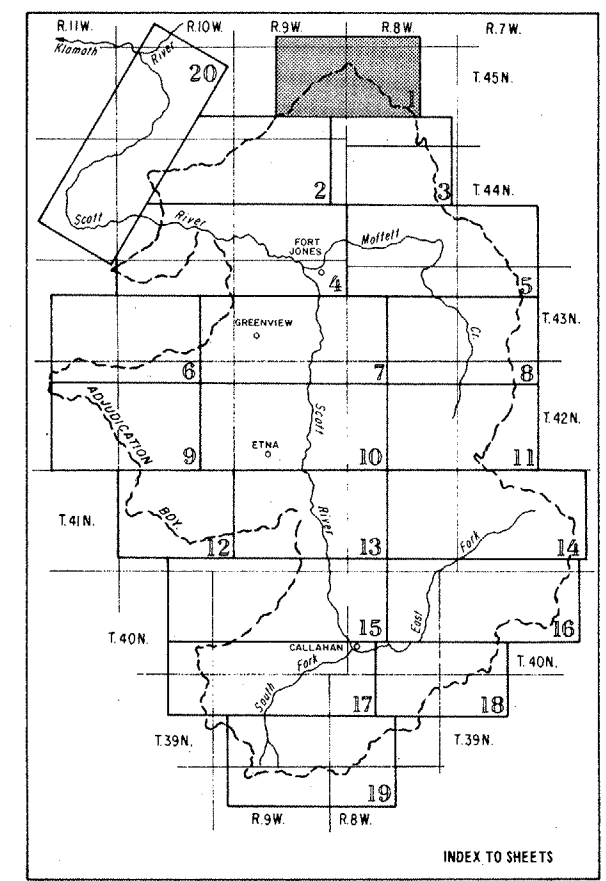 R.11W. R.10W. R.9W. R.8W. R.7W.
Klamath River
20
1
T.45N.
2
3
T.44N.
Scott River
FORT
JONES
Moffett
4
5
GREENVIEW
Cr.
T.43N.
6
7
8
ADJUDICATION
Scott
T.42N.
ETNA
9
10
11
BDY.
River
T.41N.
12
13
Fork
14
East
T.40N.
15
16
CALLAHAN
Fork
T.40N.
South
17
18
T.39N.
T.39N.
19
R.9W. R.8W.
INDEX TO SHEETS